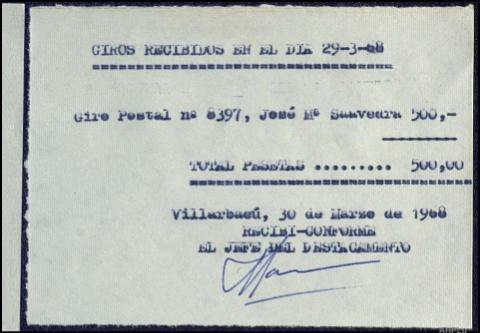 GIROS RECIBIDOS EN EL DIA 29-3-68
Giro Postal nº 8397, José Mª Saavedra 500,-
TOTAL PESETAS ......... 500,00
Villarbacú, 30 de Marzo de 1968
RECIBI-CONFORME
EL JEFE DEL DESTACAMENTO